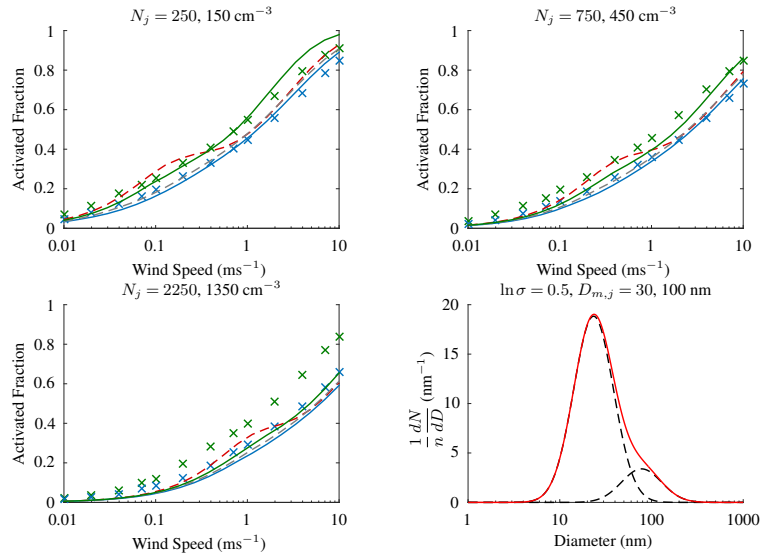 N_j = 250, 150 cm⁻³
1
0.8
0.6
0.4
0.2
0
Activated Fraction
0.01 0.1 1 10
Wind Speed (ms⁻¹)
N_j = 750, 450 cm⁻³
1
0.8
0.6
0.4
0.2
0
Activated Fraction
0.01 0.1 1 10
Wind Speed (ms⁻¹)
N_j = 2250, 1350 cm⁻³
1
0.8
0.6
0.4
0.2
0
Activated Fraction
0.01 0.1 1 10
Wind Speed (ms⁻¹)
ln σ = 0.5, D_{m,j} = 30, 100 nm
20
15
10
5
0
1/n dN/dD (nm⁻¹)
1 10 100 1000
Diameter (nm)